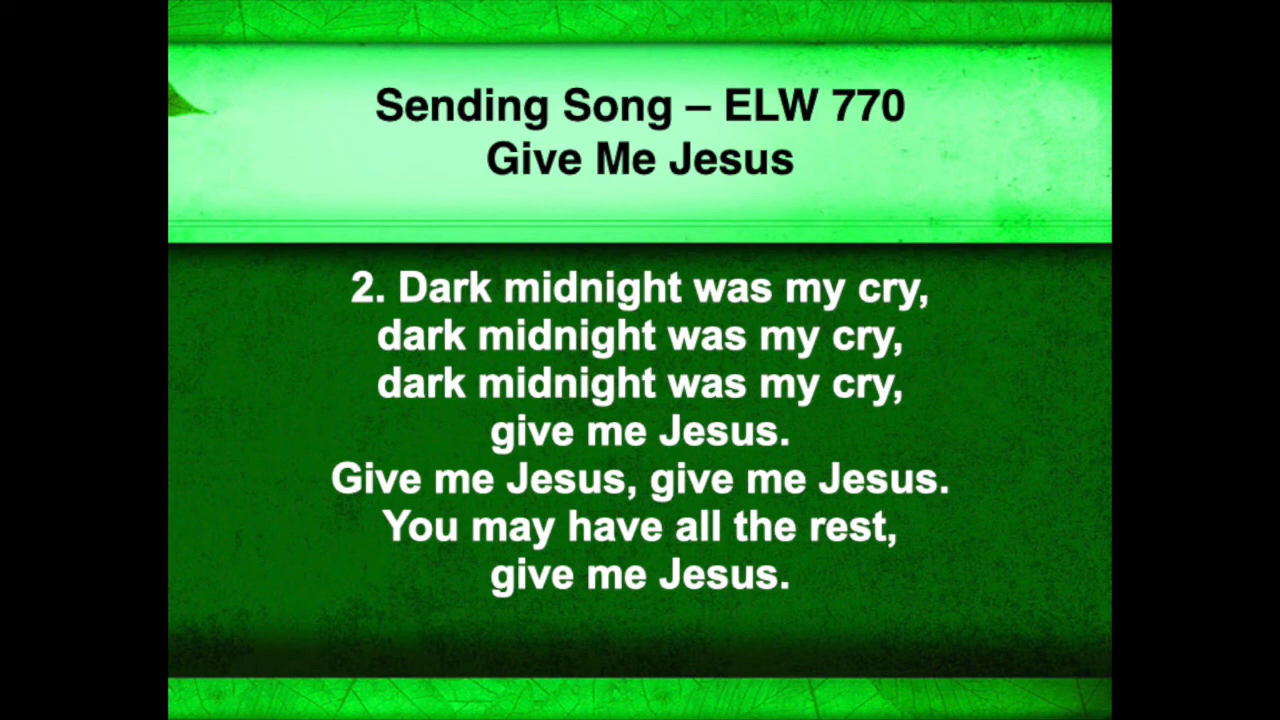 Sending Song – ELW 770
Give Me Jesus
2. Dark midnight was my cry,
dark midnight was my cry,
dark midnight was my cry,
give me Jesus.
Give me Jesus, give me Jesus.
You may have all the rest,
give me Jesus.